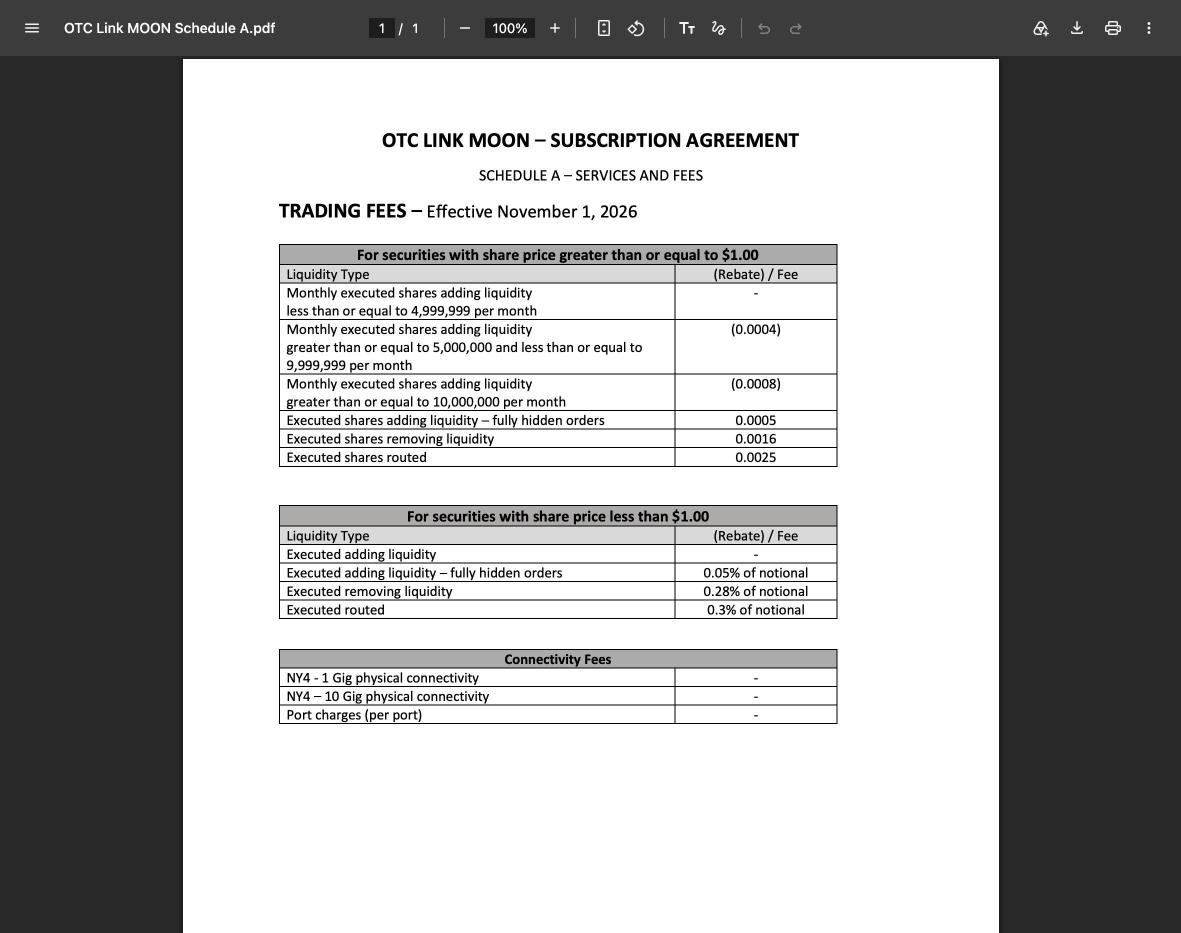 OTC Link MOON Schedule A.pdf
1 / 1
100%
OTC LINK MOON – SUBSCRIPTION AGREEMENT
SCHEDULE A – SERVICES AND FEES
TRADING FEES – Effective November 1, 2026
For securities with share price greater than or equal to $1.00
Liquidity Type (Rebate) / Fee
Monthly executed shares adding liquidity -
less than or equal to 4,999,999 per month
Monthly executed shares adding liquidity (0.0004)
greater than or equal to 5,000,000 and less than or equal to
9,999,999 per month
Monthly executed shares adding liquidity (0.0008)
greater than or equal to 10,000,000 per month
Executed shares adding liquidity – fully hidden orders 0.0005
Executed shares removing liquidity 0.0016
Executed shares routed 0.0025
For securities with share price less than $1.00
Liquidity Type (Rebate) / Fee
Executed adding liquidity -
Executed adding liquidity – fully hidden orders 0.05% of notional
Executed removing liquidity 0.28% of notional
Executed routed 0.3% of notional
Connectivity Fees
NY4 - 1 Gig physical connectivity -
NY4 – 10 Gig physical connectivity -
Port charges (per port) -